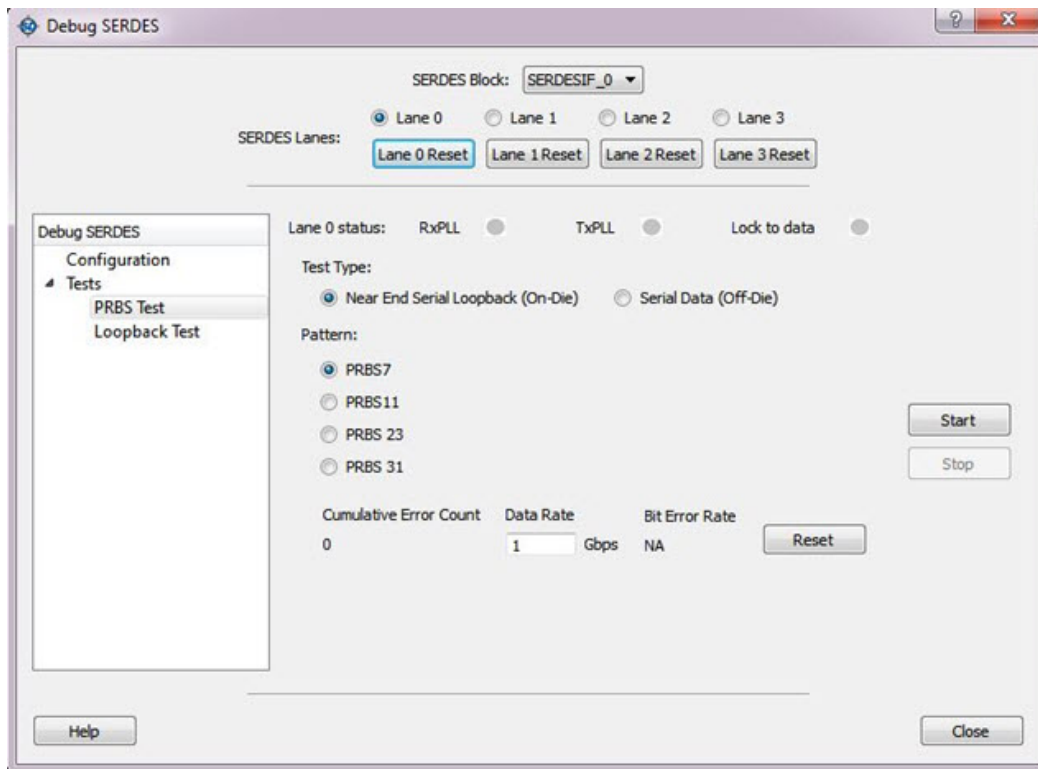 Debug SERDES
SERDES Block: SERDESIF_0
SERDES Lanes:
Lane 0 Lane 1 Lane 2 Lane 3
Lane 0 Reset Lane 1 Reset Lane 2 Reset Lane 3 Reset
Debug SERDES
Configuration
Tests
PRBS Test
Loopback Test
Lane 0 status: RxPLL TxPLL Lock to data
Test Type:
Near End Serial Loopback (On-Die) Serial Data (Off-Die)
Pattern:
PRBS7
PRBS11
PRBS 23
PRBS 31
Start
Stop
Cumulative Error Count Data Rate Bit Error Rate
0 1 Gbps NA Reset
Help Close